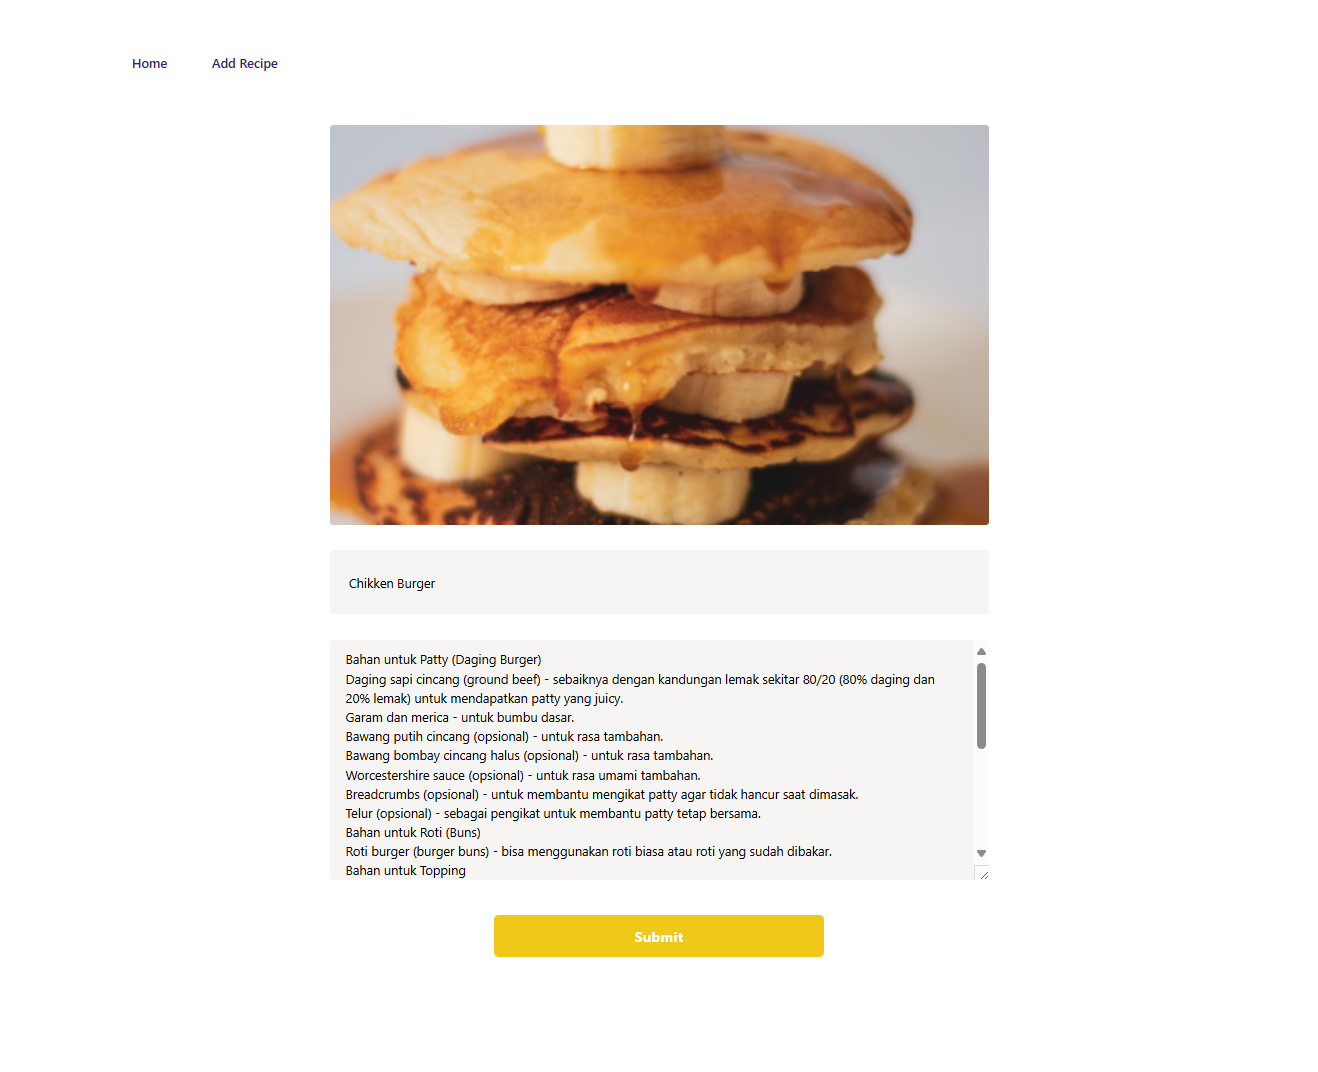 Home Add Recipe
Chikken Burger
Bahan untuk Patty (Daging Burger)
Daging sapi cincang (ground beef) - sebaiknya dengan kandungan lemak sekitar 80/20 (80% daging dan
20% lemak) untuk mendapatkan patty yang juicy.
Garam dan merica - untuk bumbu dasar.
Bawang putih cincang (opsional) - untuk rasa tambahan.
Bawang bombay cincang halus (opsional) - untuk rasa tambahan.
Worcestershire sauce (opsional) - untuk rasa umami tambahan.
Breadcrumbs (opsional) - untuk membantu mengikat patty agar tidak hancur saat dimasak.
Telur (opsional) - sebagai pengikat untuk membantu patty tetap bersama.
Bahan untuk Roti (Buns)
Roti burger (burger buns) - bisa menggunakan roti biasa atau roti yang sudah dibakar.
Bahan untuk Topping
Submit